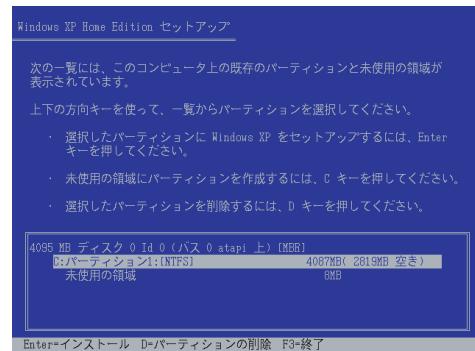 Windows XP Home Edition セットアップ
次の一覧には、このコンピュータ上の既存のパーティションと未使用の領域が
表示されています。
上下の方向キーを使って、一覧からパーティションを選択してください。
・ 選択したパーティションに Windows XP をセットアップするには、Enter
キーを押してください。
・ 未使用の領域にパーティションを作成するには、C キーを押してください。
・ 選択したパーティションを削除するには、D キーを押してください。
4095 MB ディスク 0 Id 0 (バス 0 atapi 上) [MBR]
C:パーティション1:[NTFS] 4087MB( 2819MB 空き)
未使用の領域 8MB
Enter=インストール D=パーティションの削除 F3=終了